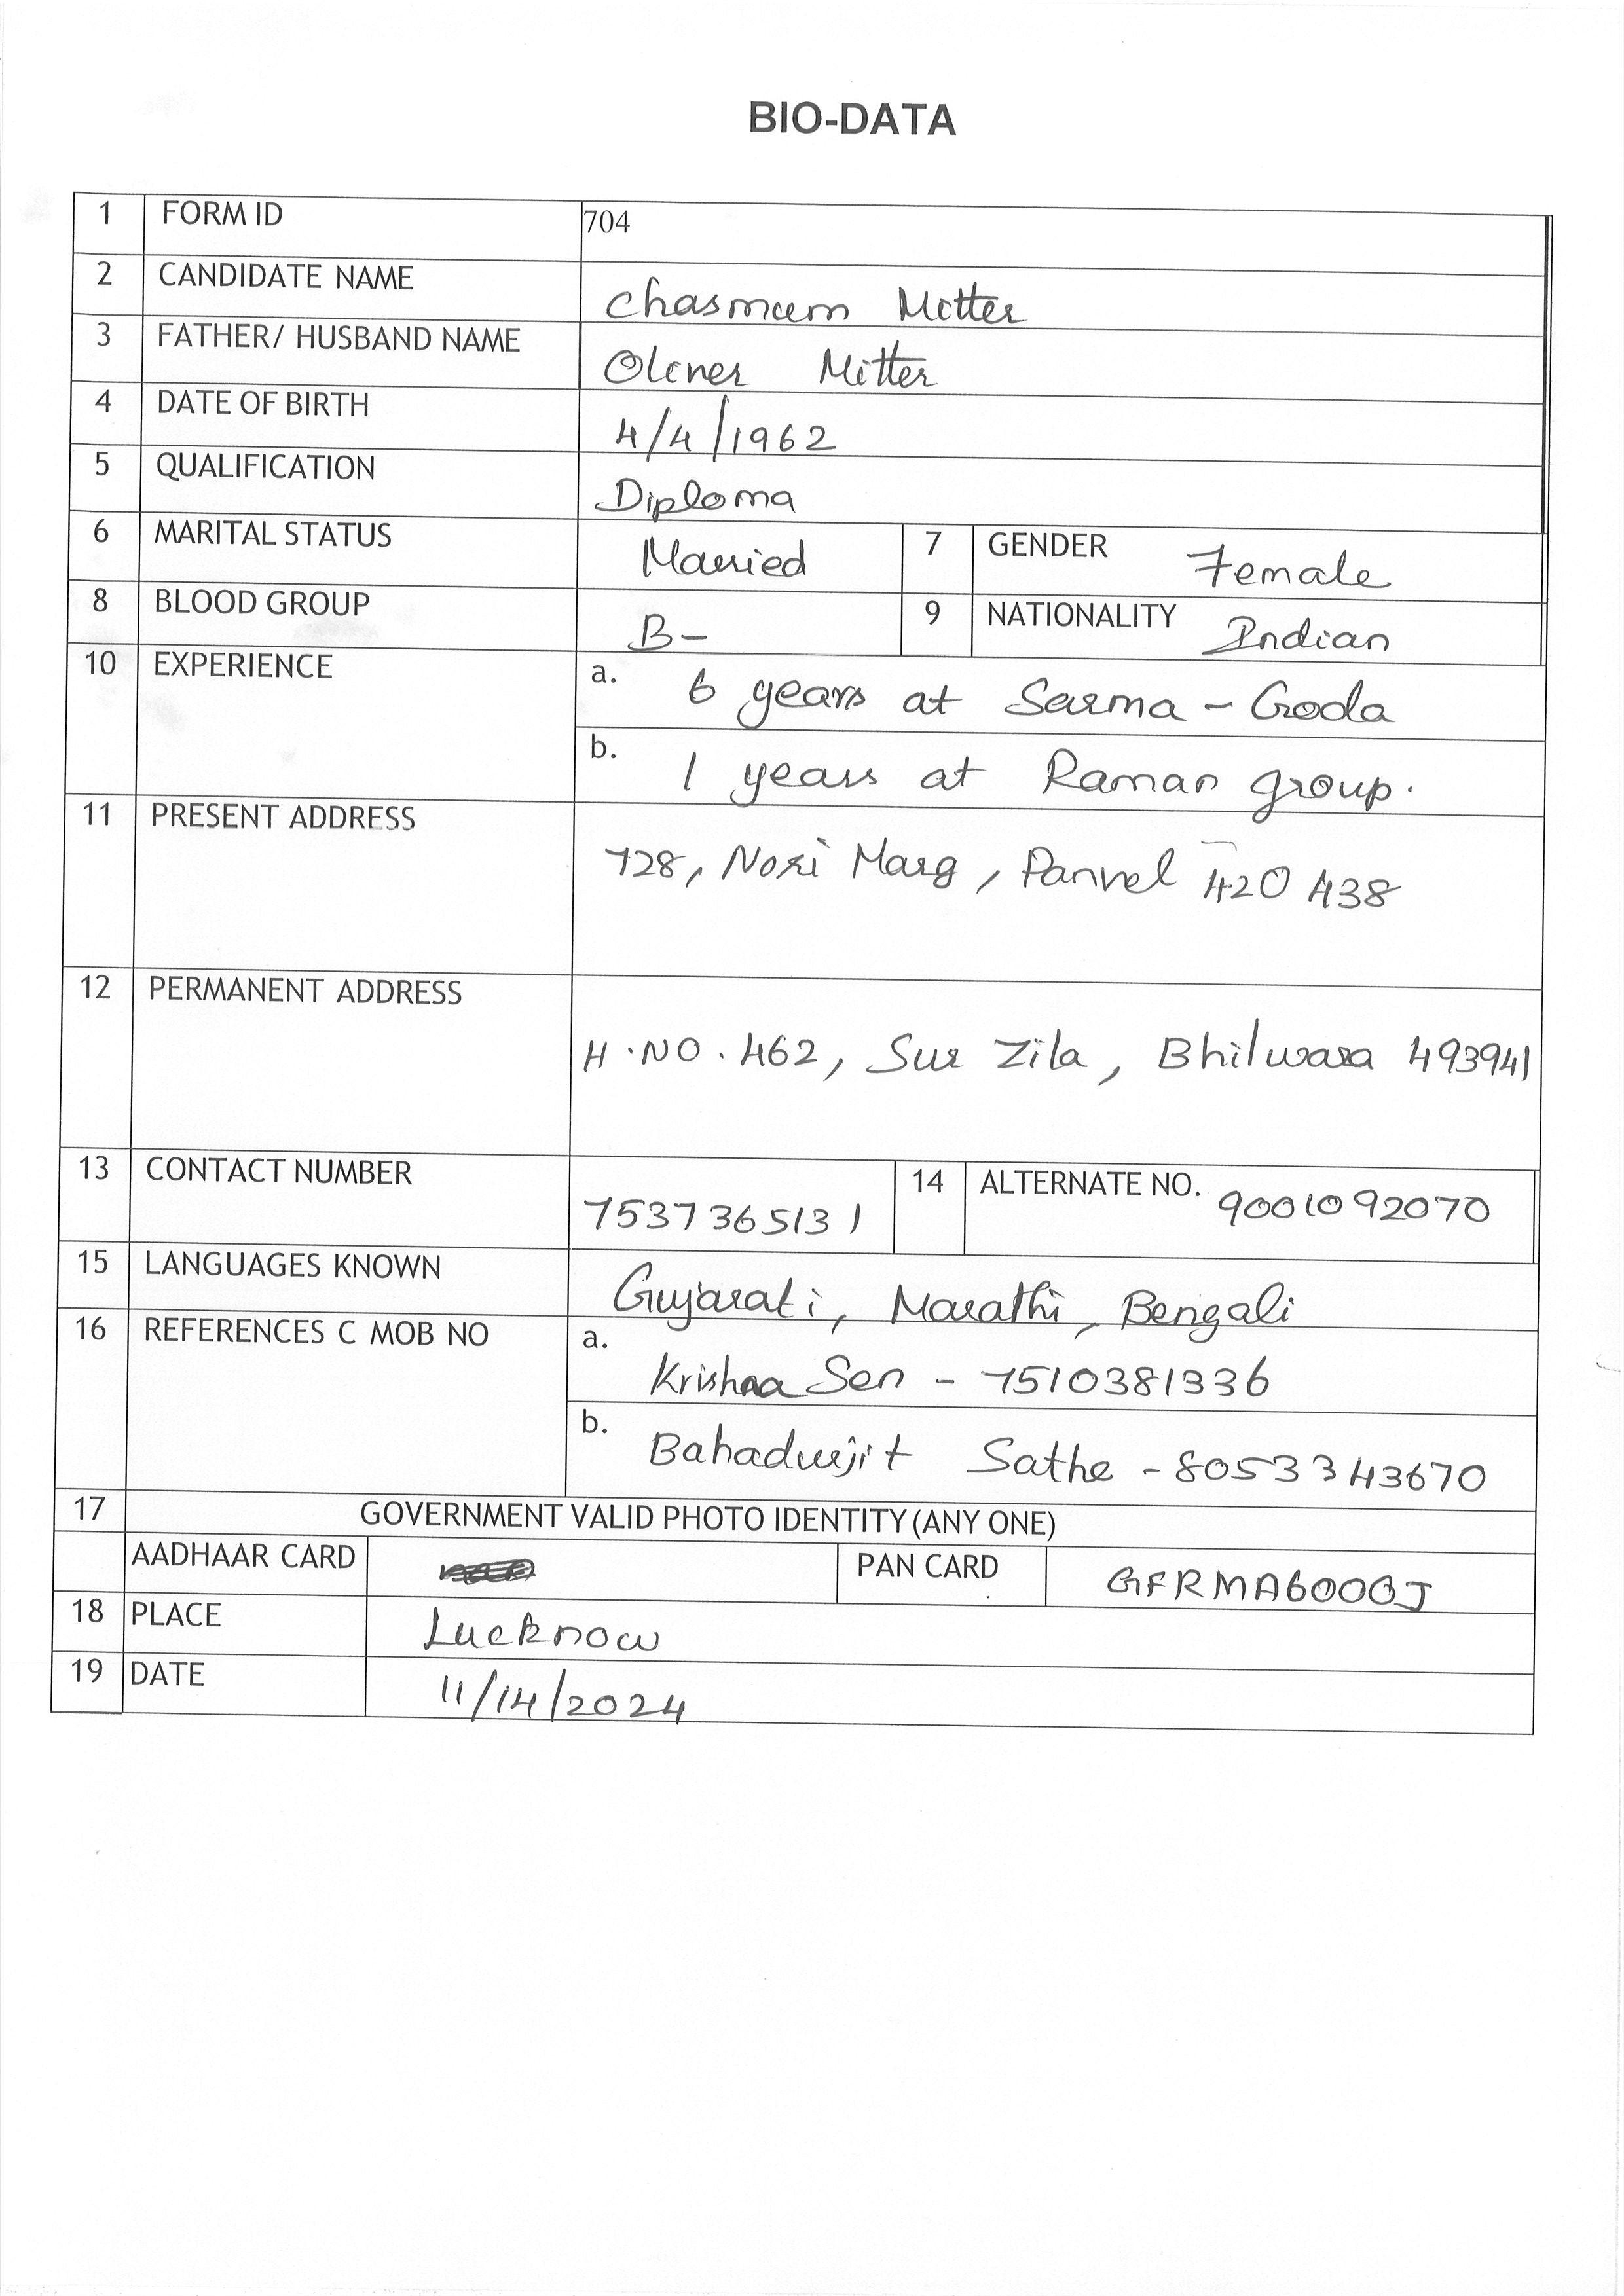 BIO-DATA
1 FORM ID 704
2 CANDIDATE NAME Chasmum Mitter
3 FATHER/ HUSBAND NAME Oliner Mitter
4 DATE OF BIRTH 4/4/1962
5 QUALIFICATION Diploma
6 MARITAL STATUS Married 7 GENDER Female
8 BLOOD GROUP B- 9 NATIONALITY Indian
10 EXPERIENCE a. 6 years at Sarma - Goda
b. 1 years at Raman group.
11 PRESENT ADDRESS 728, Nori Marg, Panvel 420 438
12 PERMANENT ADDRESS H.NO. 462, Sur Zila, Bhilwara 493941
13 CONTACT NUMBER 7537365131 14 ALTERNATE NO. 9001092070
15 LANGUAGES KNOWN Gujarati, Marathi, Bengali
16 REFERENCES C MOB NO a. Krishna Sen - 7510381336
b. Bahadurjit Sathe - 8053343670
17 GOVERNMENT VALID PHOTO IDENTITY (ANY ONE)
AADHAAR CARD PAN CARD GFRMA6000J
18 PLACE Lucknow
19 DATE 11/14/2024